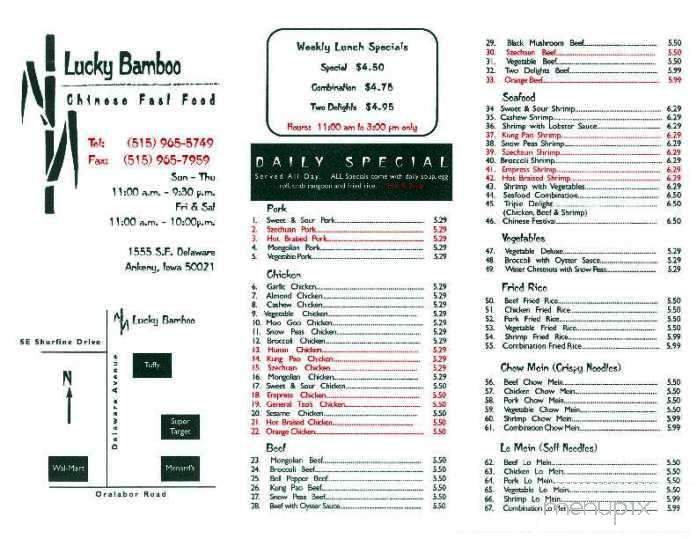 Lucky Bamboo
Chinese Fast Food
Tel: (515) 965-5749
Fax: (515) 965-7959
Sun - Thu
11:00 a.m. - 9:30 p.m.
Fri & Sat
11:00 a.m. - 10:00p.m.
1555 S.E. Delaware
Ankeny, Iowa 50021
Lucky Bamboo
SE Shurfine Drive
N
Delaware Avenue
Tuffy
Super
Target
Wal-Mart
Menard's
Oralabor Road
Weekly Lunch Specials
Special $4.50
Combination $4.75
Two Delights $4.95
Hours: 11:00 am to 3:00 pm only
DAILY SPECIAL
Served All Day. ALL Specials come with daily soup, egg
roll, crab rangoon and fried rice.
Pork
1. Sweet & Sour Pork 5.29
2. Szechuan Pork 5.29
3. Hot Braised Pork 5.29
4. Mongolian Pork 5.29
5. Vegetable Pork 5.29
Chicken
6. Garlic Chicken 5.29
7. Almond Chicken 5.29
8. Cashew Chicken 5.29
9. Vegetable Chicken 5.29
10. Moo Goo Chicken 5.29
11. Snow Peas Chicken 5.29
12. Broccoli Chicken 5.29
13. Hunan Chicken 5.29
14. Kung Pao Chicken 5.29
15. Szechuan Chicken 5.29
16. Mongolian Chicken 5.29
17. Sweet & Sour Chicken 5.50
18. Empress Chicken 5.50
19. General Tso's Chicken 5.50
20. Sesame Chicken 5.50
21. Hot Braised Chicken 5.50
22. Orange Chicken 5.50
Beef
23. Mongolian Beef 5.50
24. Broccoli Beef 5.50
25. Bell Pepper Beef 5.50
26. Kung Pao Beef 5.50
27. Snow Peas Beef 5.50
28. Beef with Oyster Sauce 5.50
29. Black Mushroom Beef 5.50
30. Szechuan Beef 5.50
31. Vegetable Beef 5.50
32. Two Delights Beef 5.99
33. Orange Beef 5.99
Seafood
34 Sweet & Sour Shrimp 6.29
35. Cashew Shrimp 6.29
36. Shrimp with Lobster Sauce 6.29
37. Kung Pao Shrimp 6.29
38. Snow Peas Shrimp 6.29
39. Szechuan Shrimp 6.29
40. Broccoli Shrimp 6.29
41. Empress Shrimp 6.29
42. Hot Braised Shrimp 6.29
43. Shrimp with Vegetables 6.29
44. Seafood Combination 6.50
45. Triple Delight 6.50
(Chicken, Beef & Shrimp)
46. Chinese Festival 6.50
Vegetables
47. Vegetable Deluxe 5.29
48. Broccoli with Oyster Sauce 5.29
49. Water Chestnuts with Snow Peas 5.29
Fried Rice
50. Beef Fried Rice 5.50
51. Chicken Fried Rice 5.50
52. Pork Fried Rice 5.50
53. Vegetable Fried Rice 5.50
54. Shrimp Fried Rice 5.99
55. Combination Fried Rice 5.99
Chow Mein (Crispy Noodles)
56. Beef Chow Mein 5.50
57. Chicken Chow Mein 5.50
58. Pork Chow Mein 5.50
59. Vegetable Chow Mein 5.50
60. Shrimp Chow Mein 5.99
61. Combination Chow Mein 5.99
Lo Mein (Soft Noodles)
62. Beef Lo Mein 5.50
63. Chicken Lo Mein 5.50
64. Pork Lo Mein 5.50
65. Vegetable Lo Mein 5.50
66. Shrimp Lo Mein 5.99
67. Combination Lo Mein 5.99
menupix